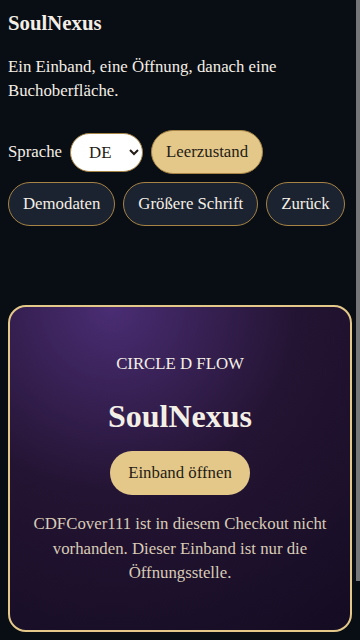 SoulNexus
Ein Einband, eine Öffnung, danach eine
Buchoberfläche.
Sprache DE Leerzustand
Demodaten Größere Schrift Zurück
CIRCLE D FLOW
SoulNexus
Einband öffnen
CDFCover111 ist in diesem Checkout nicht
vorhanden. Dieser Einband ist nur die
Öffnungsstelle.